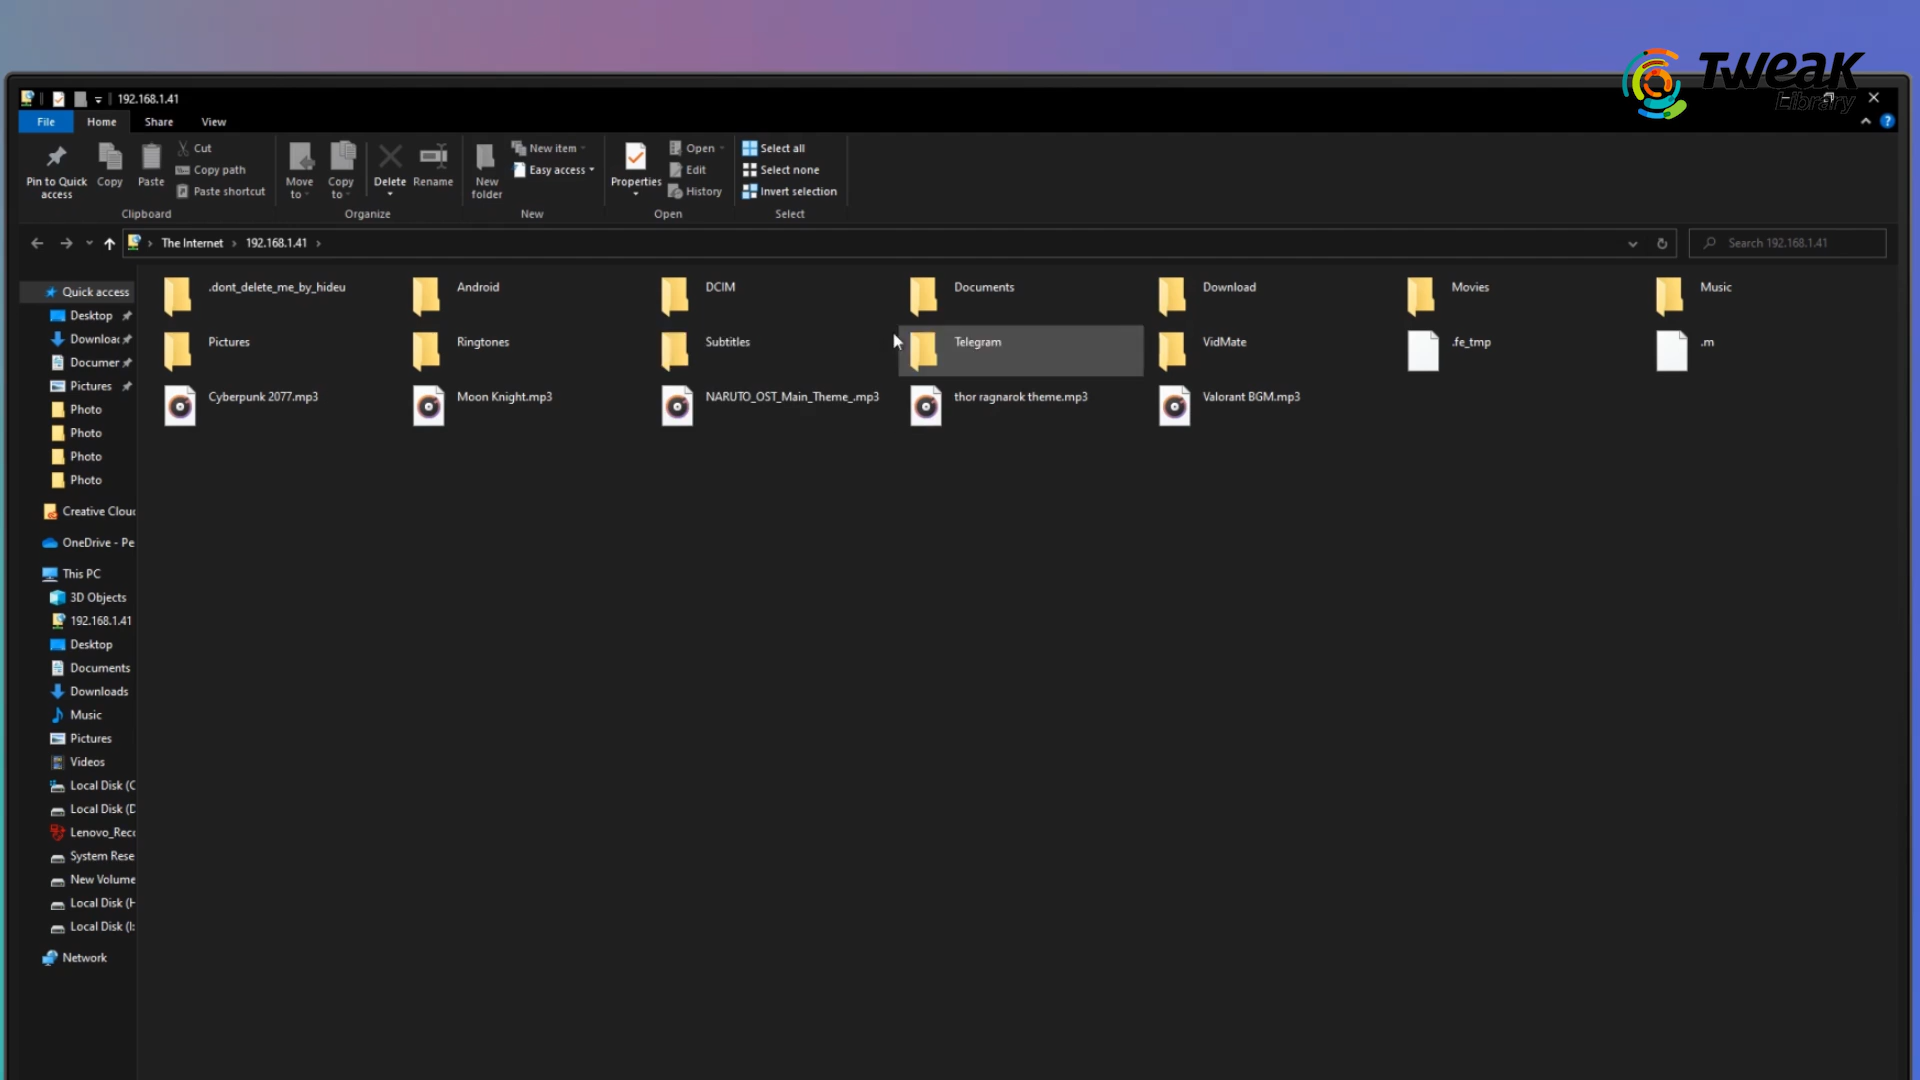 Tweak
Library
192.168.1.41
File Home Share View
Pin to Quick access
Copy
Paste
Cut
Copy path
Paste shortcut
Clipboard
Move to
Copy to
Delete
Rename
Organize
New folder
New item
Easy access
New
Properties
Open
Edit
History
Open
Select all
Select none
Invert selection
Select
The Internet > 192.168.1.41 >
Search 192.168.1.41
Quick access
Desktop
Downloa
Documer
Pictures
Photo
Photo
Photo
Photo
Creative Clou
OneDrive - Pe
This PC
3D Objects
192.168.1.41
Desktop
Documents
Downloads
Music
Pictures
Videos
Local Disk (C
Local Disk (D
Lenovo_Reco
System Rese
New Volume
Local Disk (H
Local Disk (I:
Network
.dont_delete_me_by_hideu
Android
DCIM
Documents
Download
Movies
Music
Pictures
Ringtones
Subtitles
Telegram
VidMate
.fe_tmp
.m
Cyberpunk 2077.mp3
Moon Knight.mp3
NARUTO_OST_Main_Theme_.mp3
thor ragnarok theme.mp3
Valorant BGM.mp3